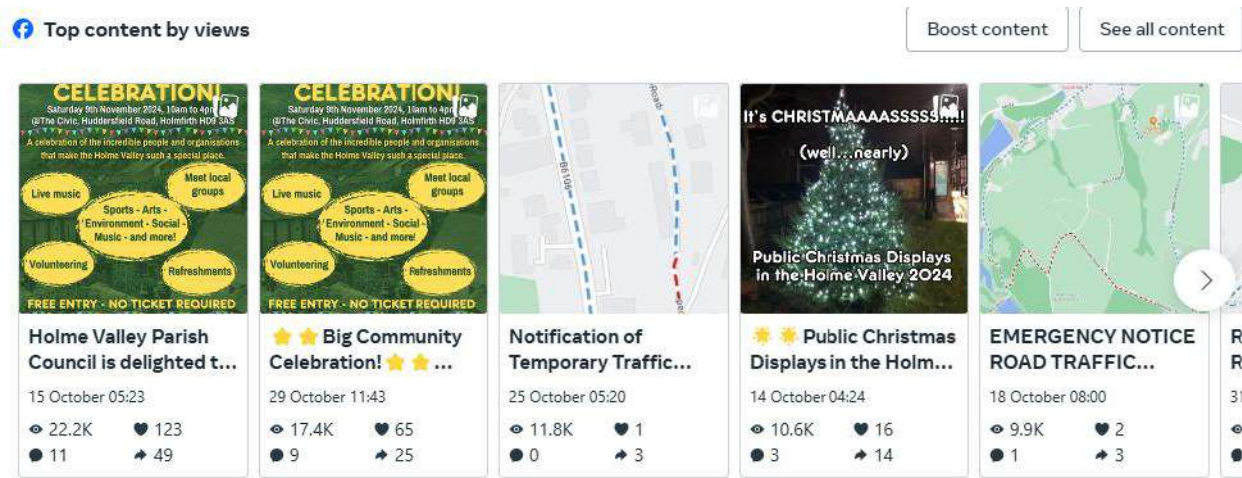 Top content by views
Boost content
See all content
CELEBRATION!
Saturday 9th November 2024, 10am to 4pm
@The Civic, Huddersfield Road, Holmfirth HD9 3AS
A celebration of the incredible people and organisations
that make the Holme Valley such a special place.
Live music
Meet local
groups
Sports - Arts -
Environment - Social -
Music - and more!
Volunteering
Refreshments
FREE ENTRY - NO TICKET REQUIRED
Holme Valley Parish
Council is delighted t...
15 October 05:23
22.2K 123
11 49
CELEBRATION!
Saturday 9th November 2024, 10am to 4pm
@The Civic, Huddersfield Road, Holmfirth HD9 3AS
A celebration of the incredible people and organisations
that make the Holme Valley such a special place.
Live music
Meet local
groups
Sports - Arts -
Environment - Social -
Music - and more!
Volunteering
Refreshments
FREE ENTRY - NO TICKET REQUIRED
⭐ ⭐ Big Community
Celebration! ⭐ ⭐ ...
29 October 11:43
17.4K 65
9 25
B6106
Notification of
Temporary Traffic...
25 October 05:20
11.8K 1
0 3
It's CHRISTMAAAASSSSS!!!!!
(well...nearly)
Public Christmas Displays
in the Holme Valley 2024
🌟 🌟 Public Christmas
Displays in the Holm...
14 October 04:24
10.6K 16
3 14
EMERGENCY NOTICE
ROAD TRAFFIC...
18 October 08:00
9.9K 2
1 3
R
R
31